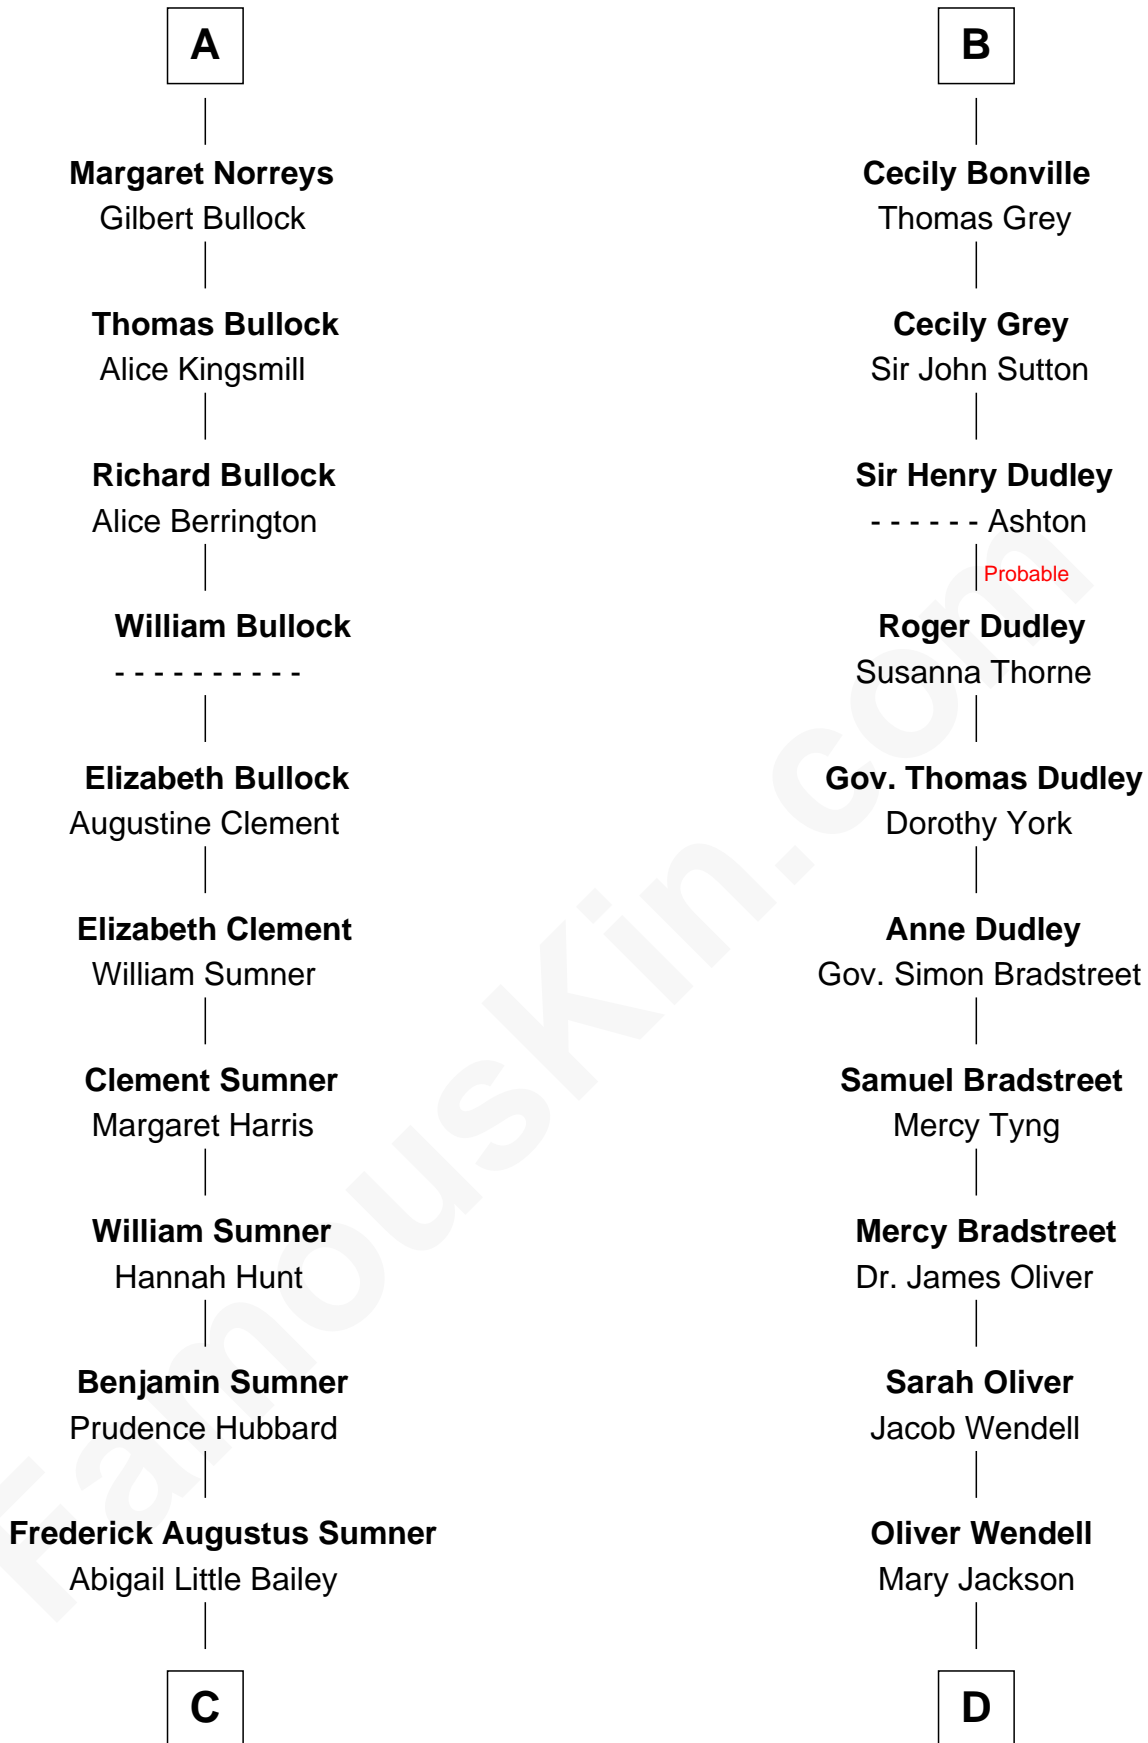 A
Margaret Norreys
Gilbert Bullock
Thomas Bullock
Alice Kingsmill
Richard Bullock
Alice Berrington
William Bullock
- - - - - - - - - -
Elizabeth Bullock
Augustine Clement
Elizabeth Clement
William Sumner
Clement Sumner
Margaret Harris
William Sumner
Hannah Hunt
Benjamin Sumner
Prudence Hubbard
Frederick Augustus Sumner
Abigail Little Bailey
C
B
Cecily Bonville
Thomas Grey
Cecily Grey
Sir John Sutton
Sir Henry Dudley
- - - - - - Ashton
Probable
Roger Dudley
Susanna Thorne
Gov. Thomas Dudley
Dorothy York
Anne Dudley
Gov. Simon Bradstreet
Samuel Bradstreet
Mercy Tyng
Mercy Bradstreet
Dr. James Oliver
Sarah Oliver
Jacob Wendell
Oliver Wendell
Mary Jackson
D
FamousKin.com